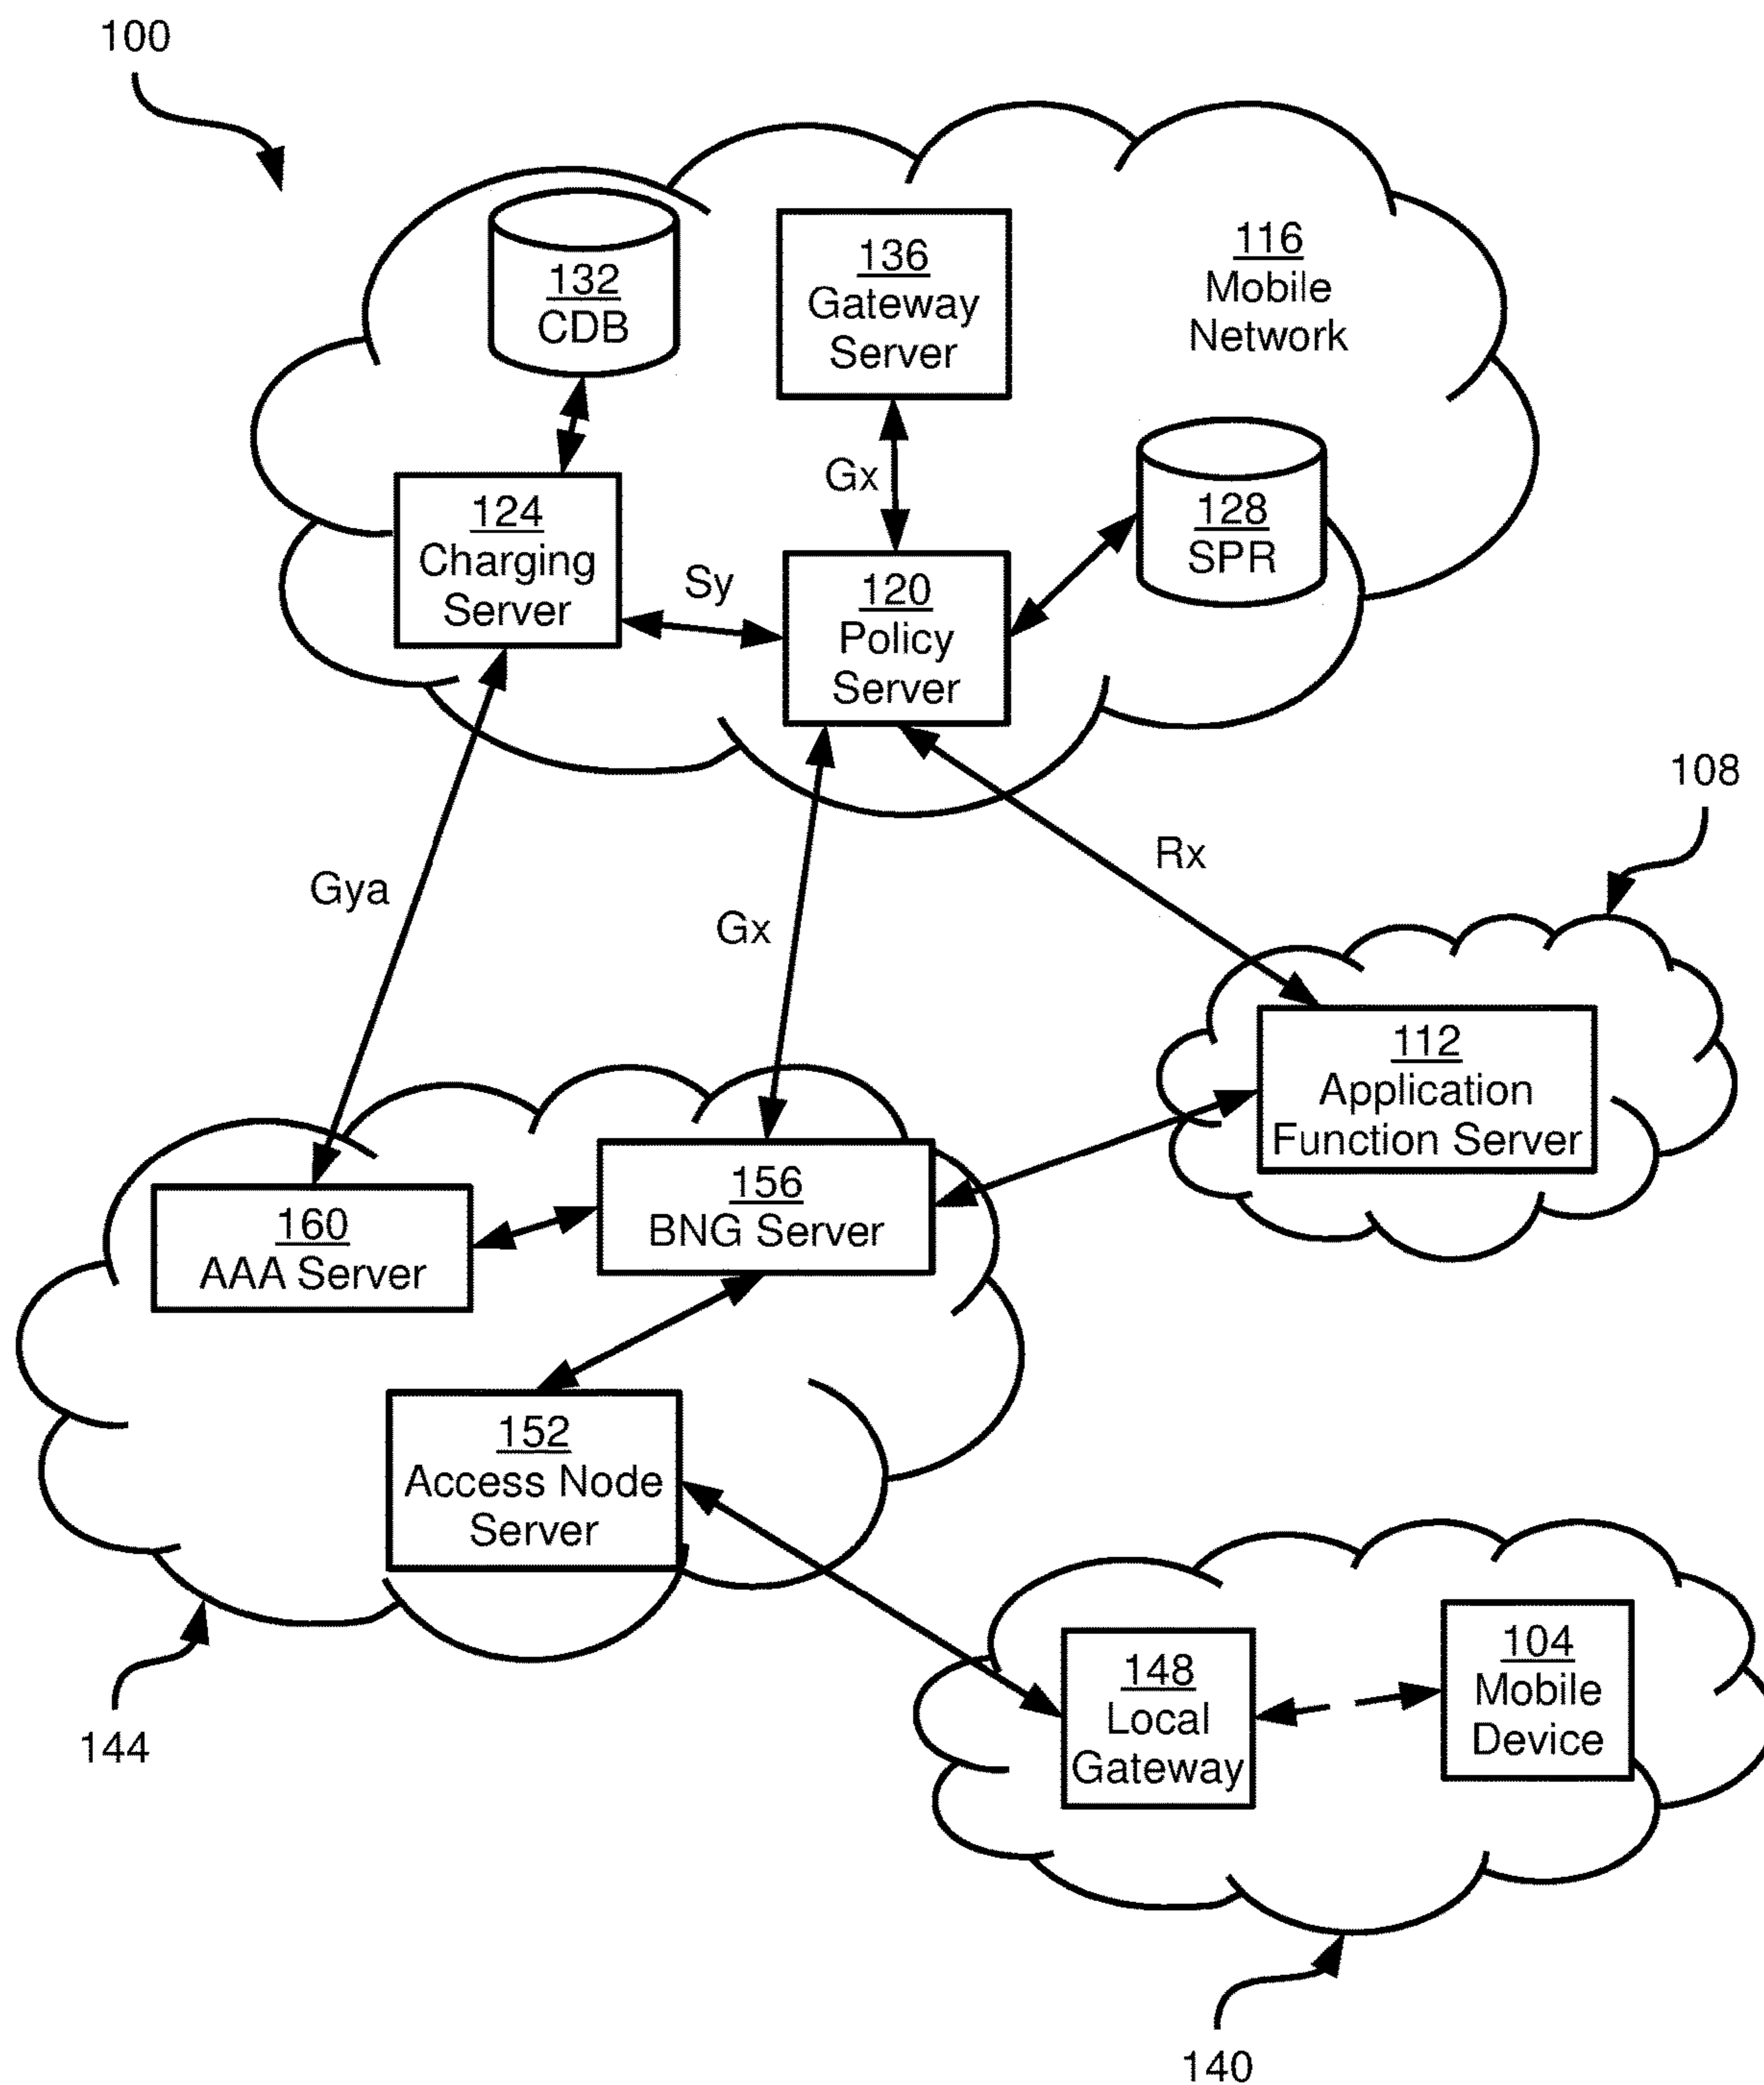 100
132
CDB
136
Gateway
Server
116
Mobile
Network
124
Charging
Server
Gx
128
SPR
Sy
120
Policy
Server
108
Gya
Gx
Rx
112
Application
Function Server
160
AAA Server
156
BNG Server
152
Access Node
Server
144
148
Local
Gateway
104
Mobile
Device
140